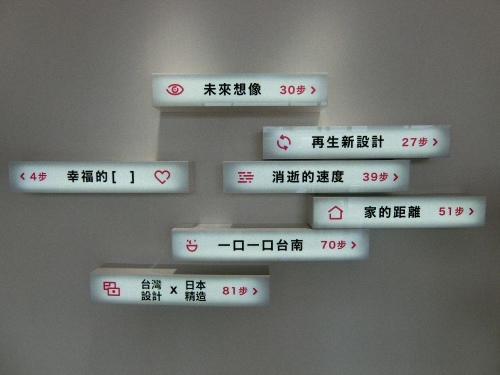 未來想像 30步 >
再生新設計 27步 >
< 4步 幸福的[ ]
消逝的速度 39步 >
家的距離 51步 >
一口一口台南 70步 >
台灣設計 x 日本精造 81步 >